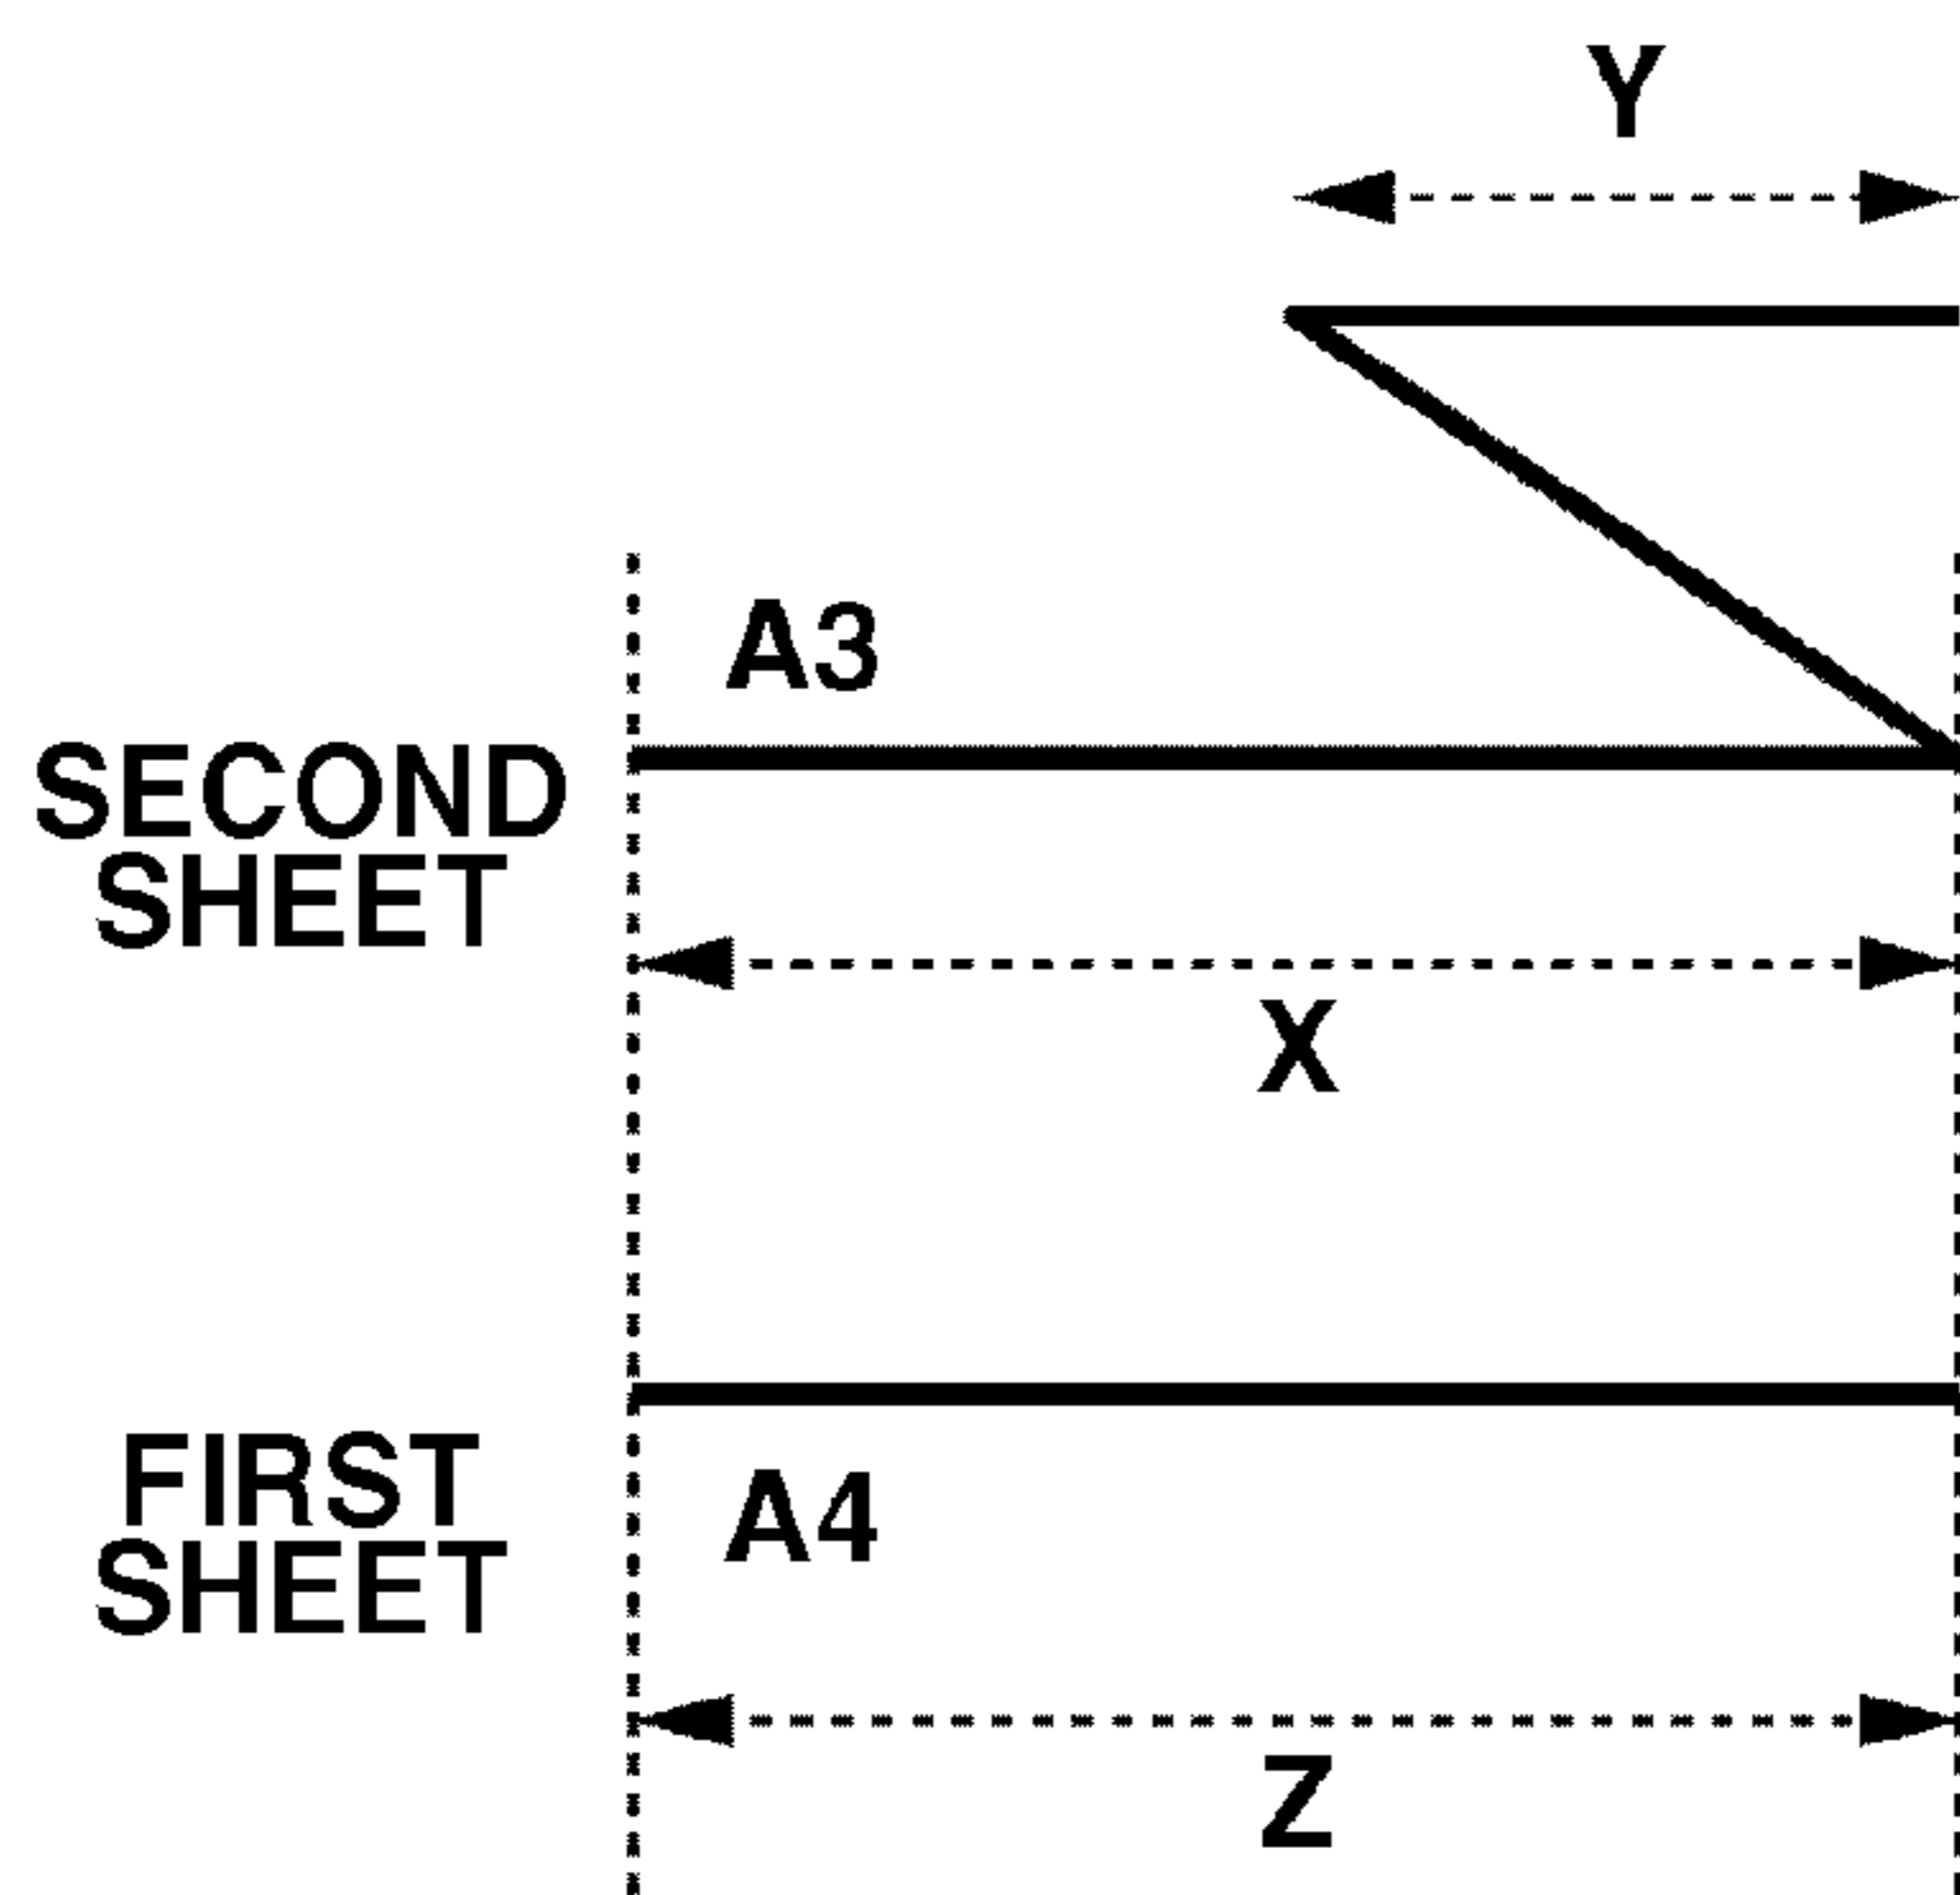 Y
A3
SECOND
SHEET
X
FIRST
SHEET
A4
Z